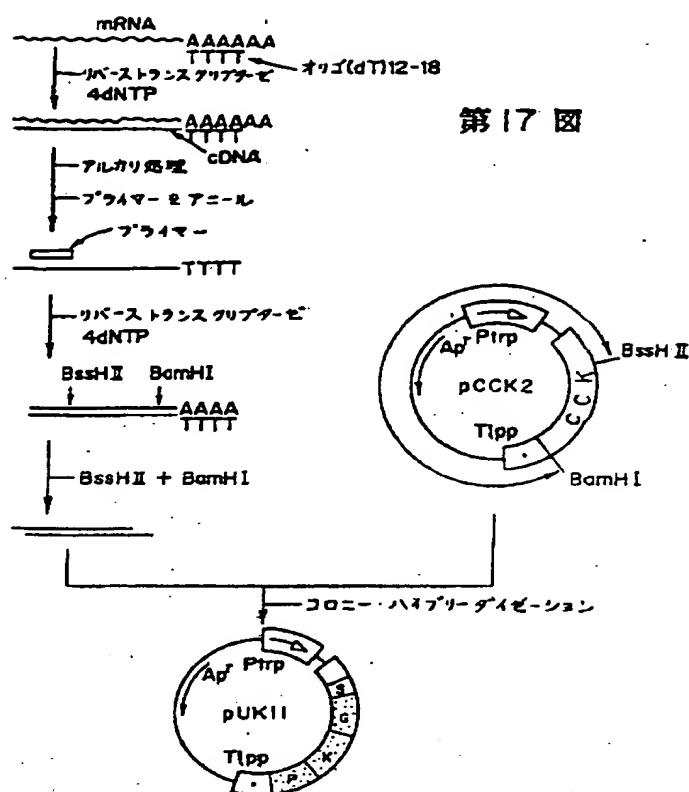 mRNA
AAAAAA
TTTT
オリゴ(dT)12-18
リバーストランスクリプターゼ
4dNTP
第17図
AAAAAA
TTTT
cDNA
アルカリ処理
プライマーをアニール
プライマー
TTTT
リバーストランスクリプターゼ
4dNTP
BssHⅡ BamHI
AAAA
TTTT
BssHⅡ + BamHI
Ptrp
Apr
pCCK2
CCK
Tlpp
BssHⅡ
BamHI
コロニー・ハイブリーダイゼーション
Ptrp
Apr
pUK11
Tlpp
S
G
K
P